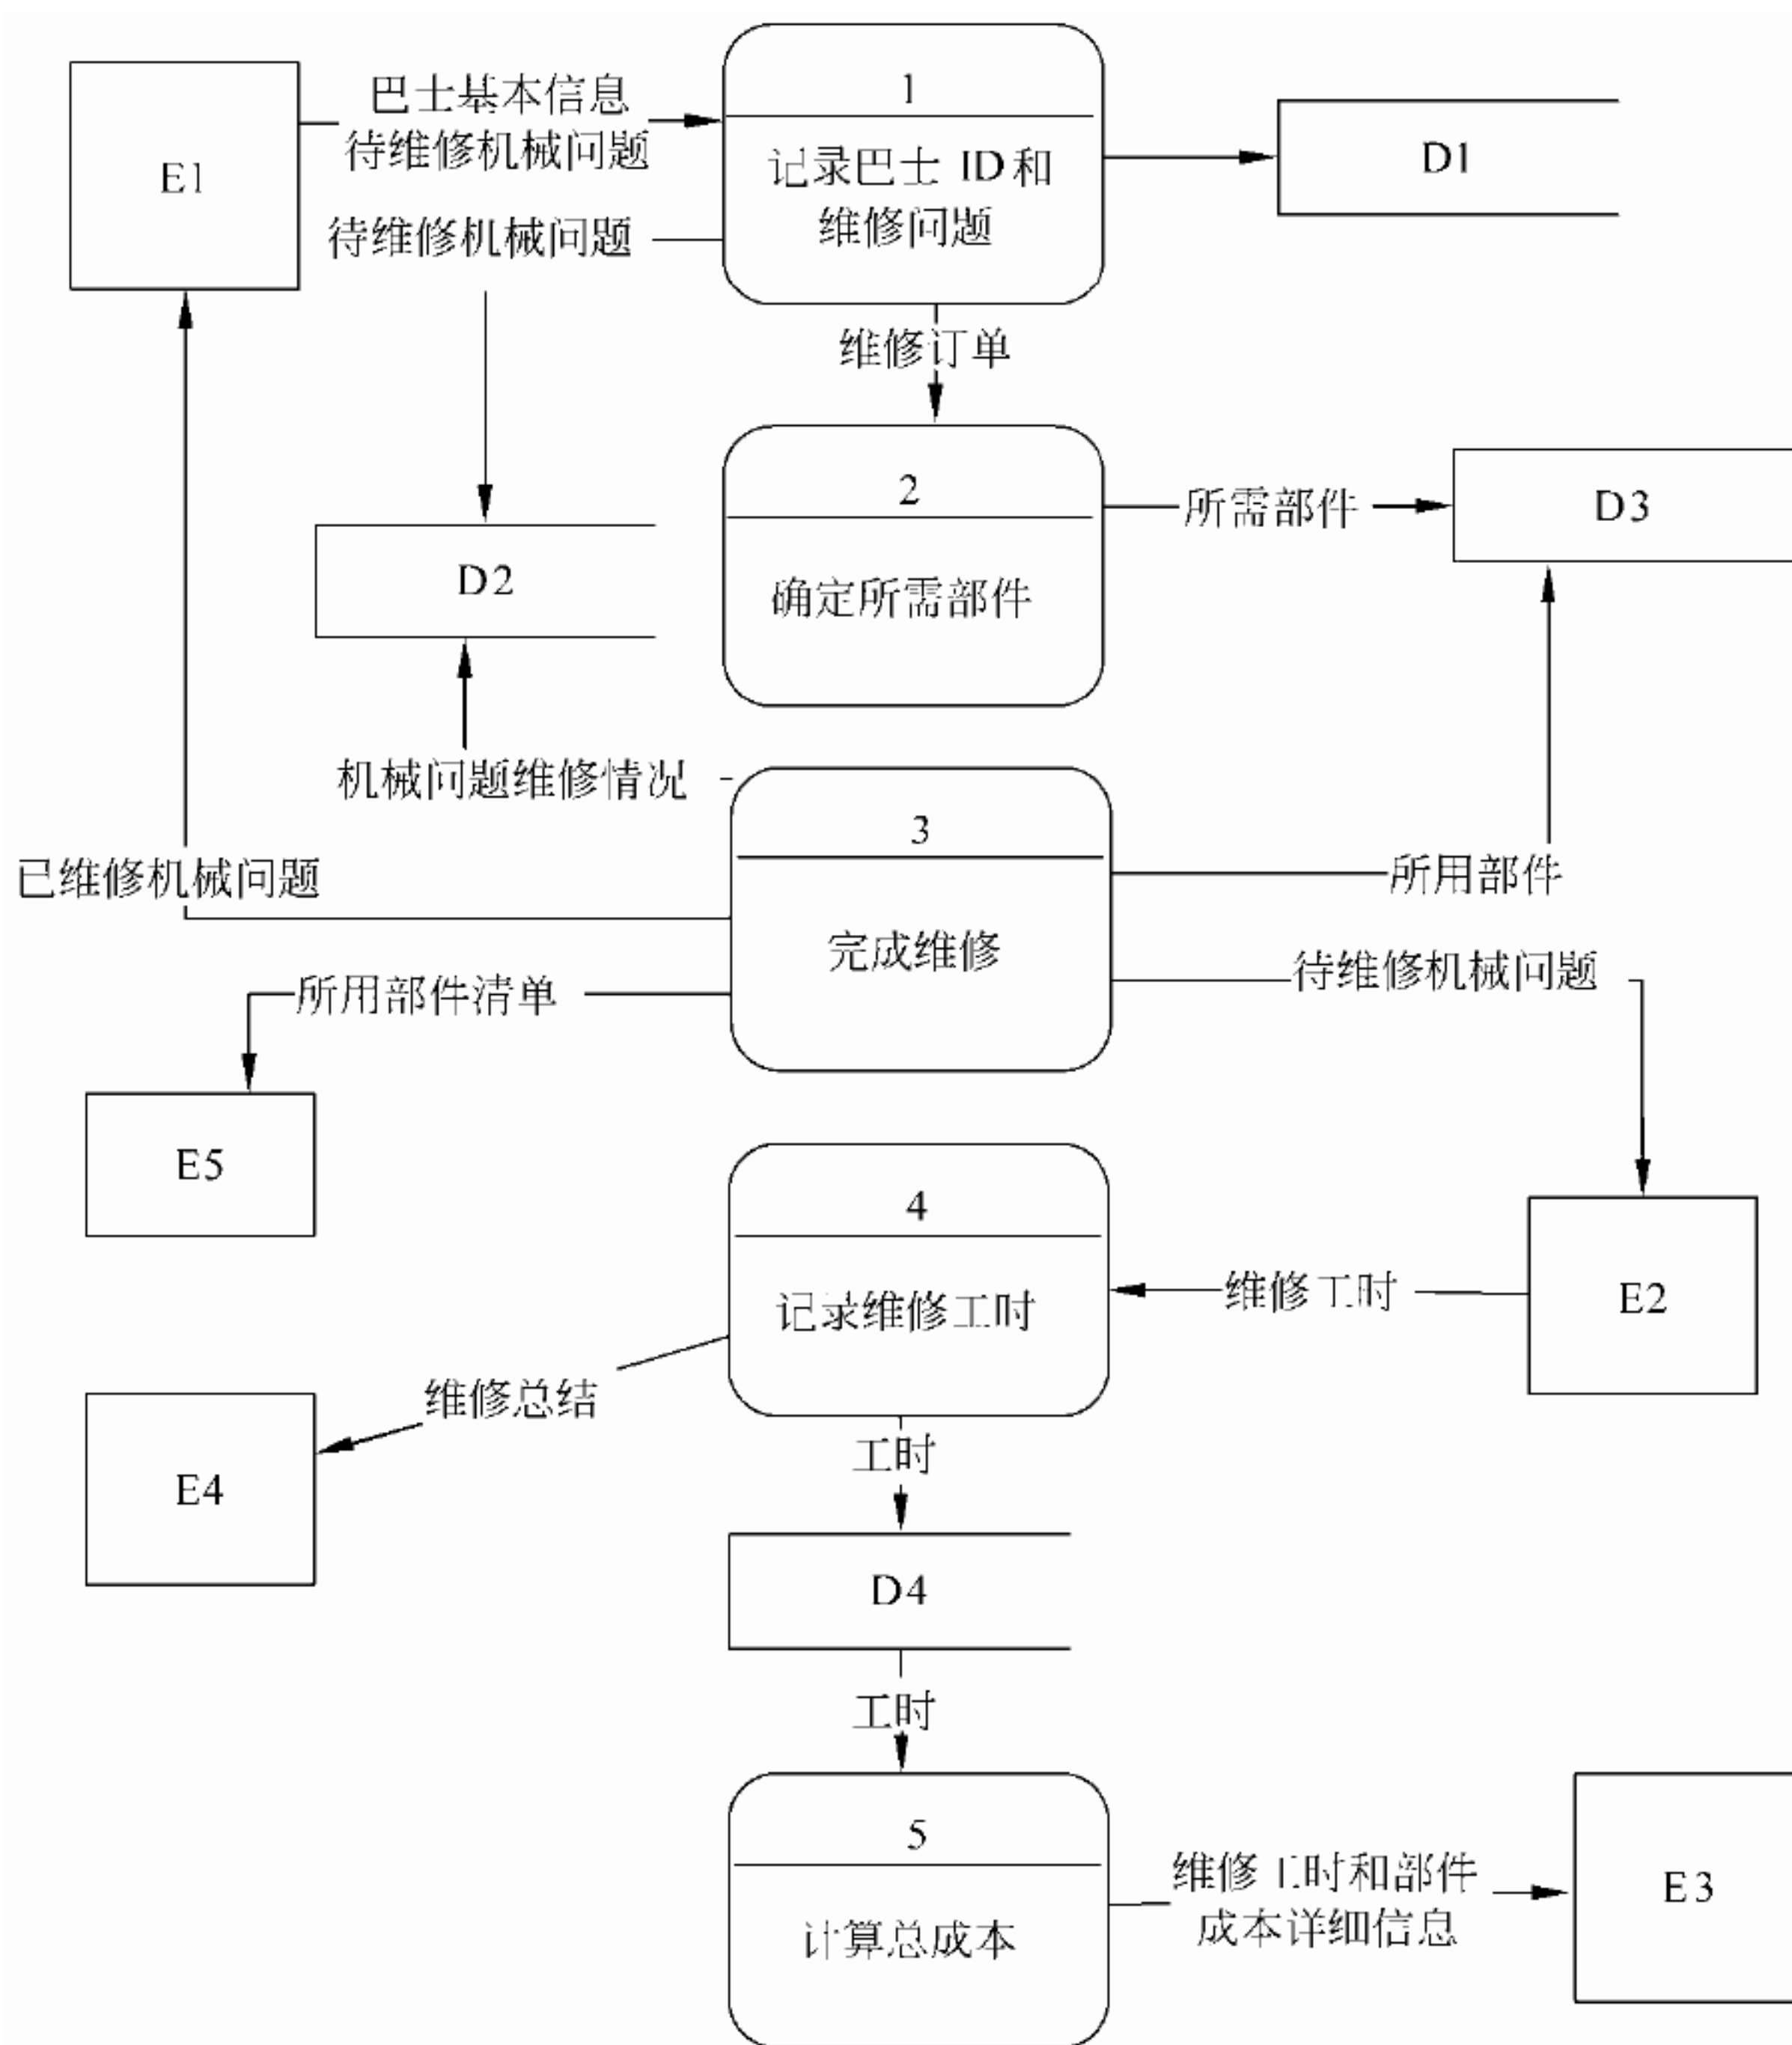 1
巴士基本信息
待维修机械问题
E1
记录巴士 ID和
维修问题
D1
待维修机械问题
维修订单
2
所需部件
D3
D2
确定所需部件
机械问题维修情况
3
已维修机械问题
所用部件
完成维修
待维修机械问题
所用部件清单
E5
4
维修工时
E2
记录维修工时
维修总结
工时
E4
D4
工时
5
维修工时和部件
成本详细信息
E3
计算总成本